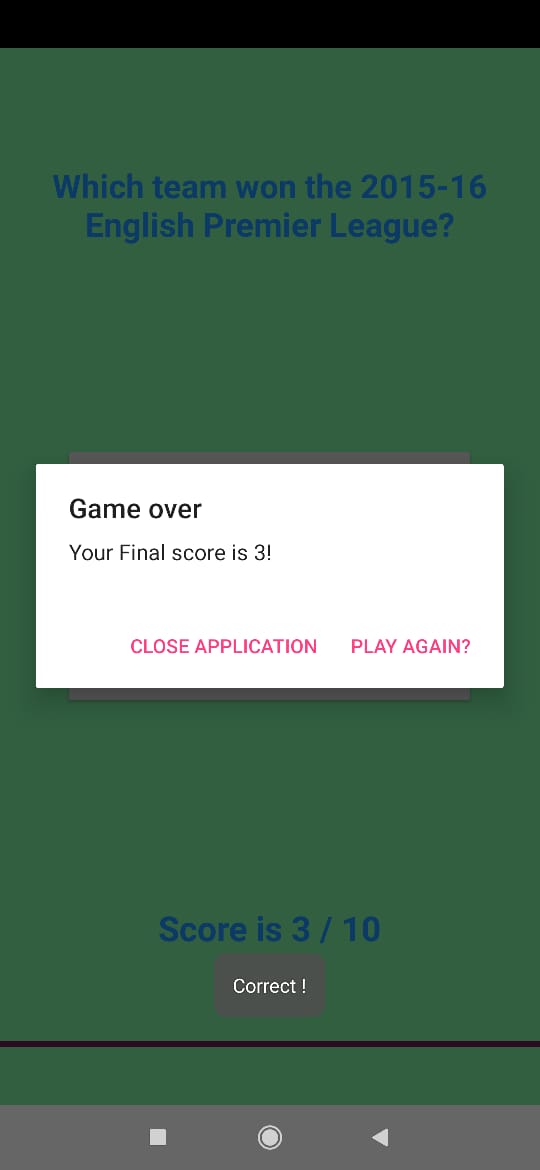 Which team won the 2015-16
English Premier League?
Game over
Your Final score is 3!
CLOSE APPLICATION PLAY AGAIN?
Score is 3 / 10
Correct !